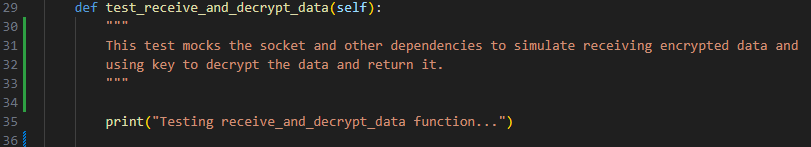 29 def test_receive_and_decrypt_data(self):
30 """
31 This test mocks the socket and other dependencies to simulate receiving encrypted data and
32 using key to decrypt the data and return it.
33 """
34
35 print("Testing receive_and_decrypt_data function...")
36